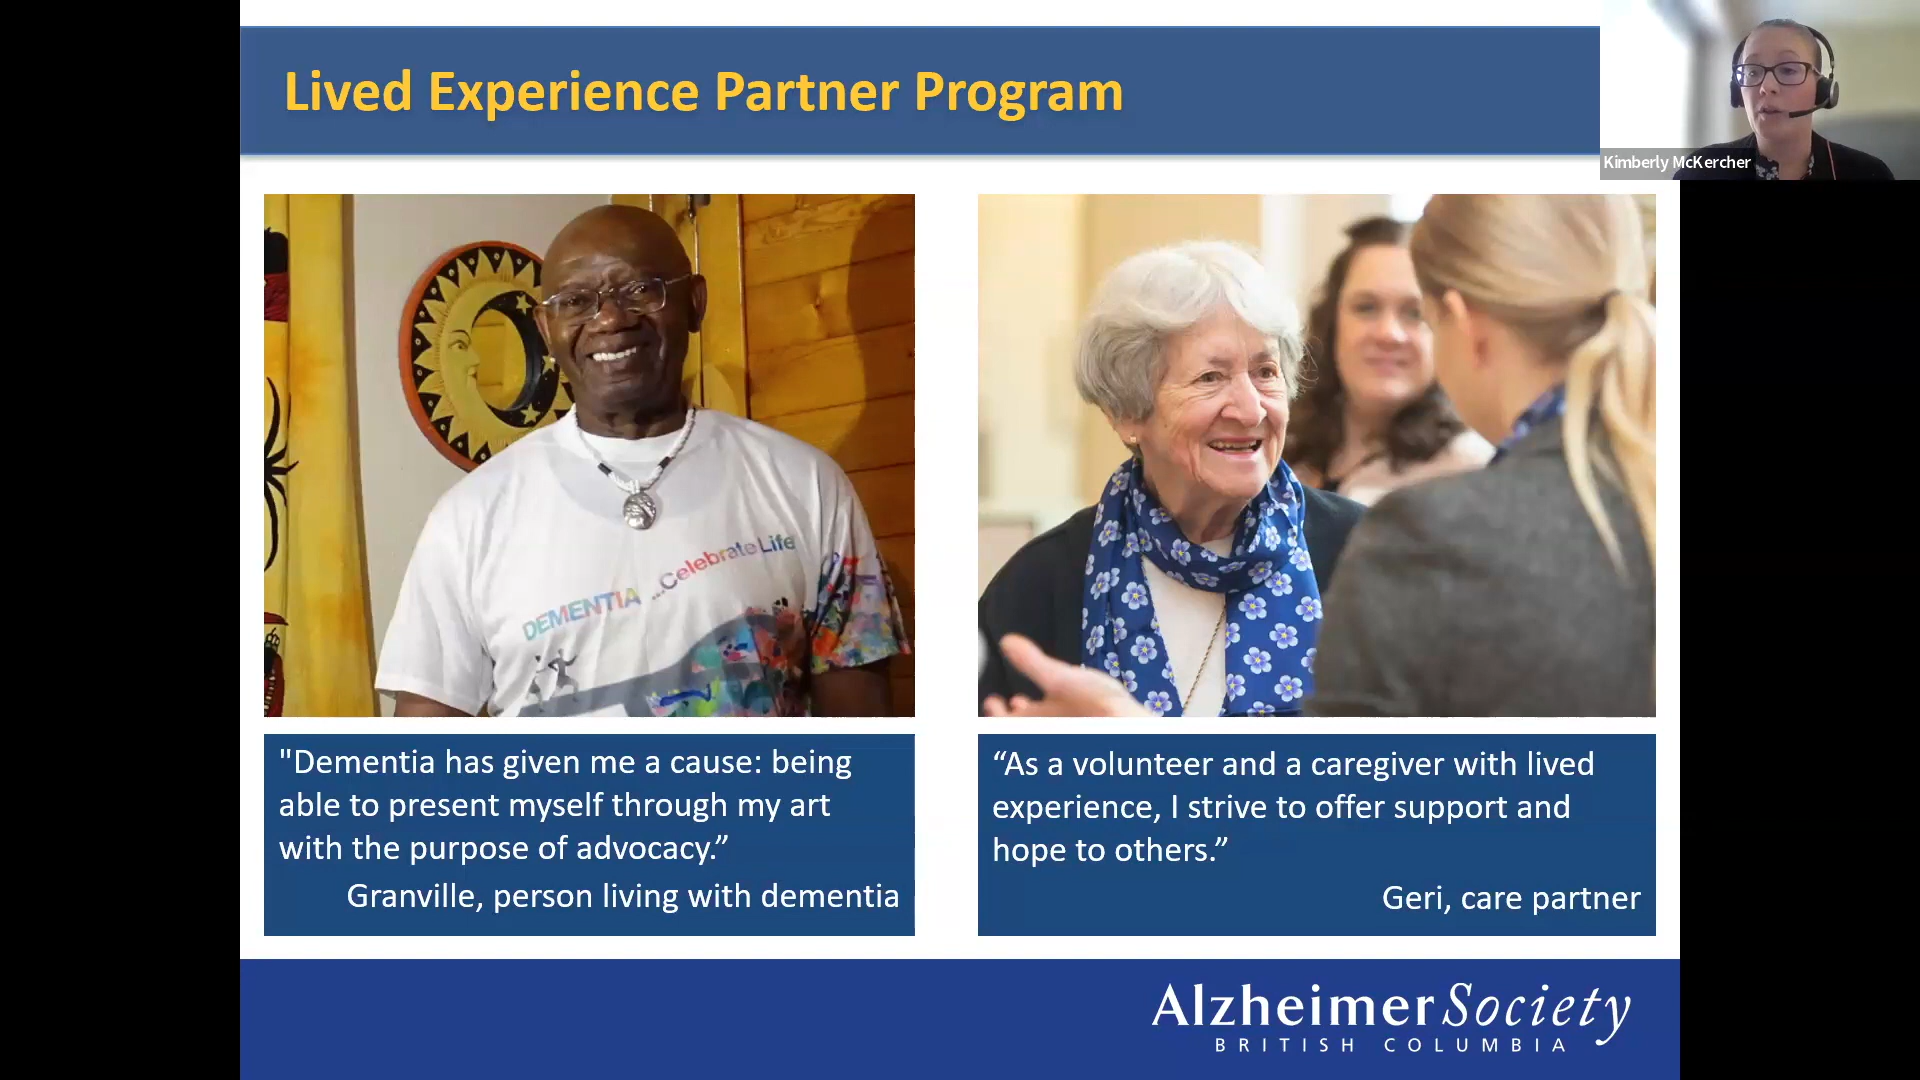 Lived Experience Partner Program
Kimberly McKercher
DEMENTIA ...Celebrate Life
"Dementia has given me a cause: being
able to present myself through my art
with the purpose of advocacy.”
Granville, person living with dementia
“As a volunteer and a caregiver with lived
experience, I strive to offer support and
hope to others.”
Geri, care partner
AlzheimerSociety
BRITISH COLUMBIA